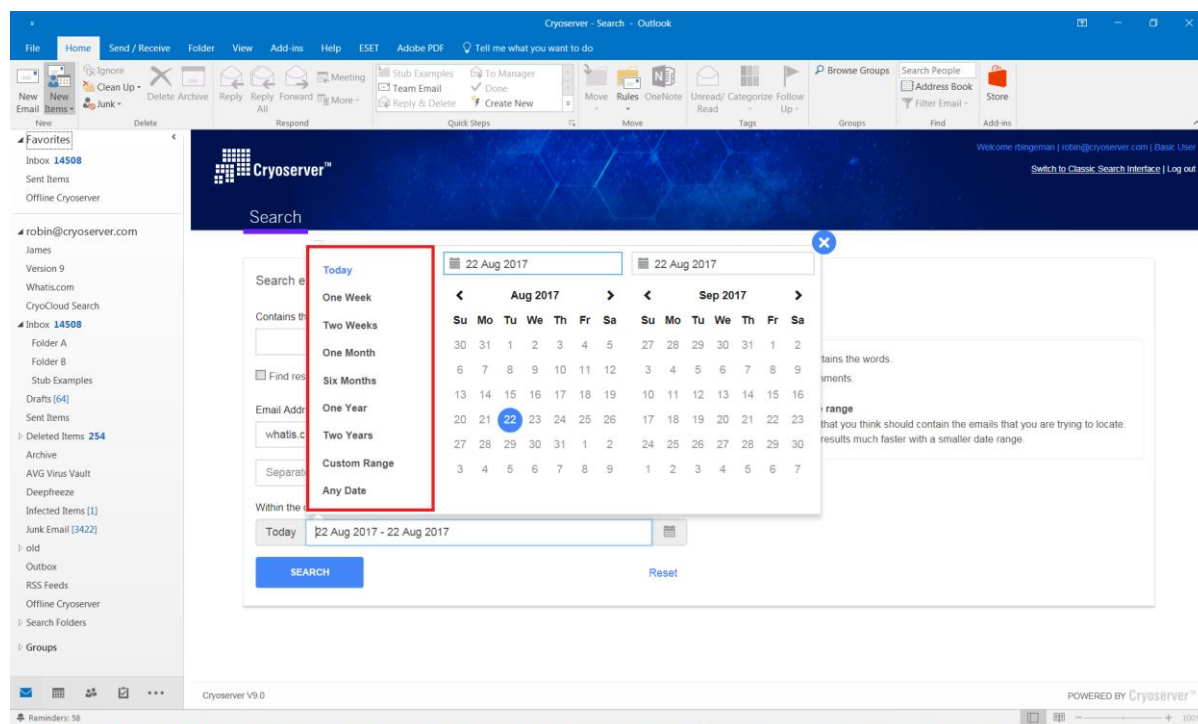 Cryoserver - Search - Outlook
File Home Send / Receive Folder View Add-ins Help ESET Adobe PDF Tell me what you want to do
New Email
New Items
Ignore
Clean Up
Junk
Delete
Archive
Reply
Reply All
Forward
Meeting
More
Stub Examples
Team Email
Reply & Delete
To Manager
Done
Create New
Move
Rules
OneNote
Unread/ Read
Categorize
Follow Up
Browse Groups
Search People
Address Book
Filter Email
Store
New Delete Respond Quick Steps Move Tags Groups Find Add-ins
Favorites
Inbox 14508
Sent Items
Offline Cryoserver
robin@cryoserver.com
James
Version 9
Whatis.com
CryoCloud Search
Inbox 14508
Folder A
Folder B
Stub Examples
Drafts [64]
Sent Items
Deleted Items 254
Archive
AVG Virus Vault
Deepfreeze
Infected Items [1]
Junk Email [3422]
old
Outbox
RSS Feeds
Offline Cryoserver
Search Folders
Groups
Reminders: 58
Welcome rbingeman | robin@cryoserver.com | Basic User
Switch to Classic Search Interface | Log out
Cryoserver™
Search
Search e
Contains th
Find res
Email Addr
whatis.c
Separat
Within the
Today
One Week
Two Weeks
One Month
Six Months
One Year
Two Years
Custom Range
Any Date
22 Aug 2017
Aug 2017
Su Mo Tu We Th Fr Sa
30 31 1 2 3 4 5
6 7 8 9 10 11 12
13 14 15 16 17 18 19
20 21 22 23 24 25 26
27 28 29 30 31 1 2
3 4 5 6 7 8 9
22 Aug 2017
Sep 2017
Su Mo Tu We Th Fr Sa
27 28 29 30 31 1 2
3 4 5 6 7 8 9
10 11 12 13 14 15 16
17 18 19 20 21 22 23
24 25 26 27 28 29 30
1 2 3 4 5 6 7
tains the words.
hments.
range
that you think should contain the emails that you are trying to locate.
results much faster with a smaller date range.
Today 22 Aug 2017 - 22 Aug 2017
SEARCH Reset
Cryoserver V9.0
POWERED BY Cryoserver™